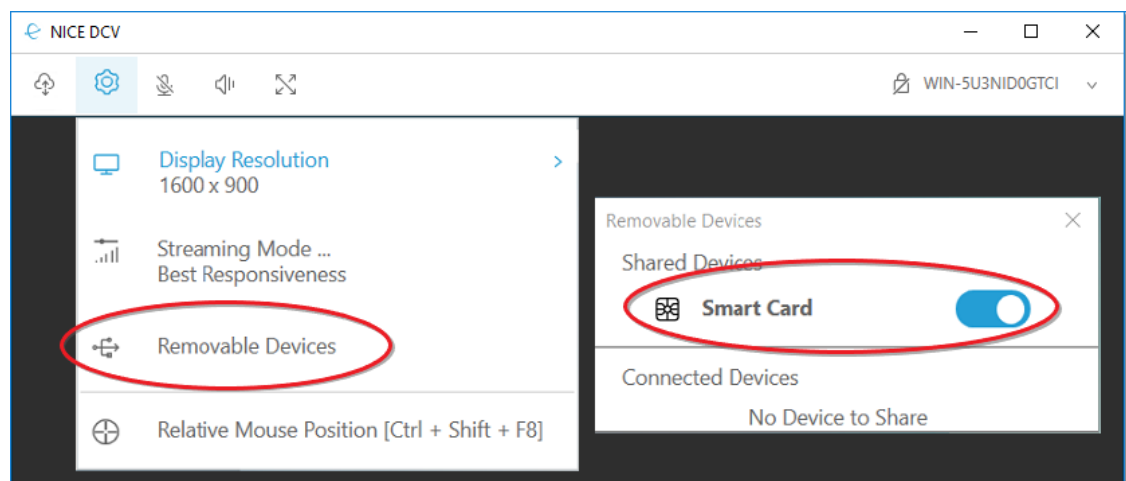 NICE DCV
WIN-5U3NID0GTCI
Display Resolution
1600 x 900
Streaming Mode ...
Best Responsiveness
Removable Devices
Relative Mouse Position [Ctrl + Shift + F8]
Removable Devices
Shared Devices
Smart Card
Connected Devices
No Device to Share